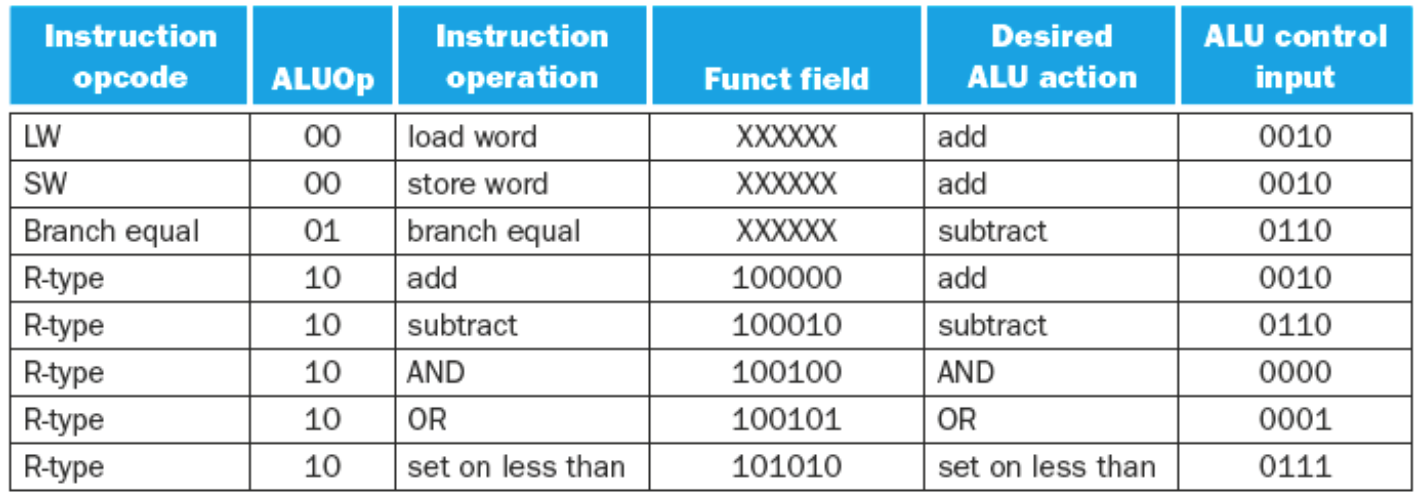 Instruction opcode ALUOp Instruction operation Funct field Desired ALU action ALU control input
LW 00 load word XXXXXX add 0010
SW 00 store word XXXXXX add 0010
Branch equal 01 branch equal XXXXXX subtract 0110
R-type 10 add 100000 add 0010
R-type 10 subtract 100010 subtract 0110
R-type 10 AND 100100 AND 0000
R-type 10 OR 100101 OR 0001
R-type 10 set on less than 101010 set on less than 0111